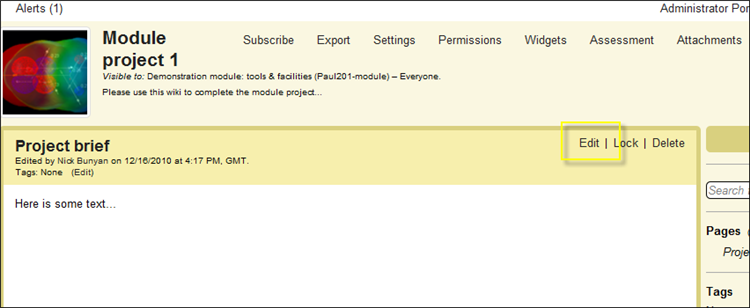 Alerts (1) Administrator Por
Module
project 1
Subscribe Export Settings Permissions Widgets Assessment Attachments
Visible to: Demonstration module: tools & facilities (Paul201-module) – Everyone.
Please use this wiki to complete the module project...
Project brief
Edit | Lock | Delete
Edited by Nick Bunyan on 12/16/2010 at 4:17 PM, GMT.
Tags: None (Edit)
Here is some text...
Search
Pages
Proje
Tags